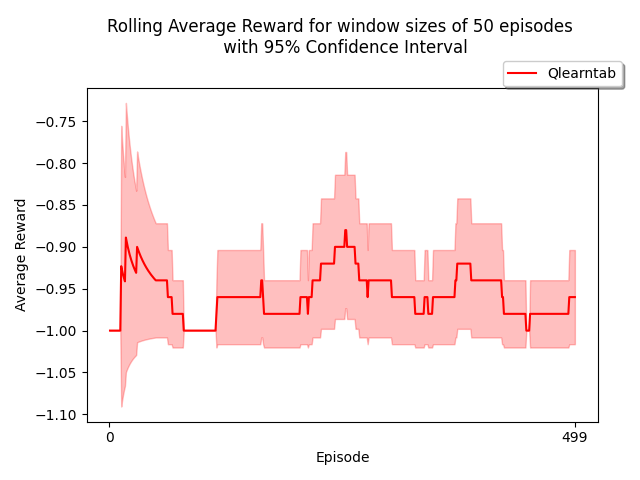 Rolling Average Reward for window sizes of 50 episodes
with 95% Confidence Interval
Qlearntab
Average Reward
−0.75
−0.80
−0.85
−0.90
−0.95
−1.00
−1.05
−1.10
0
499
Episode